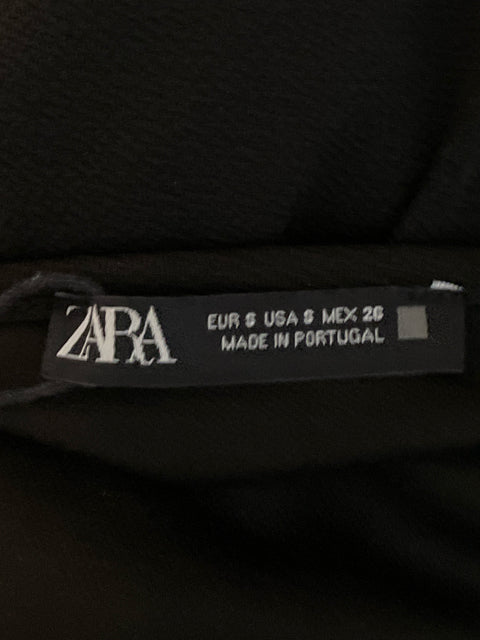 ZARA
EUR S USA S MEX 26
MADE IN PORTUGAL